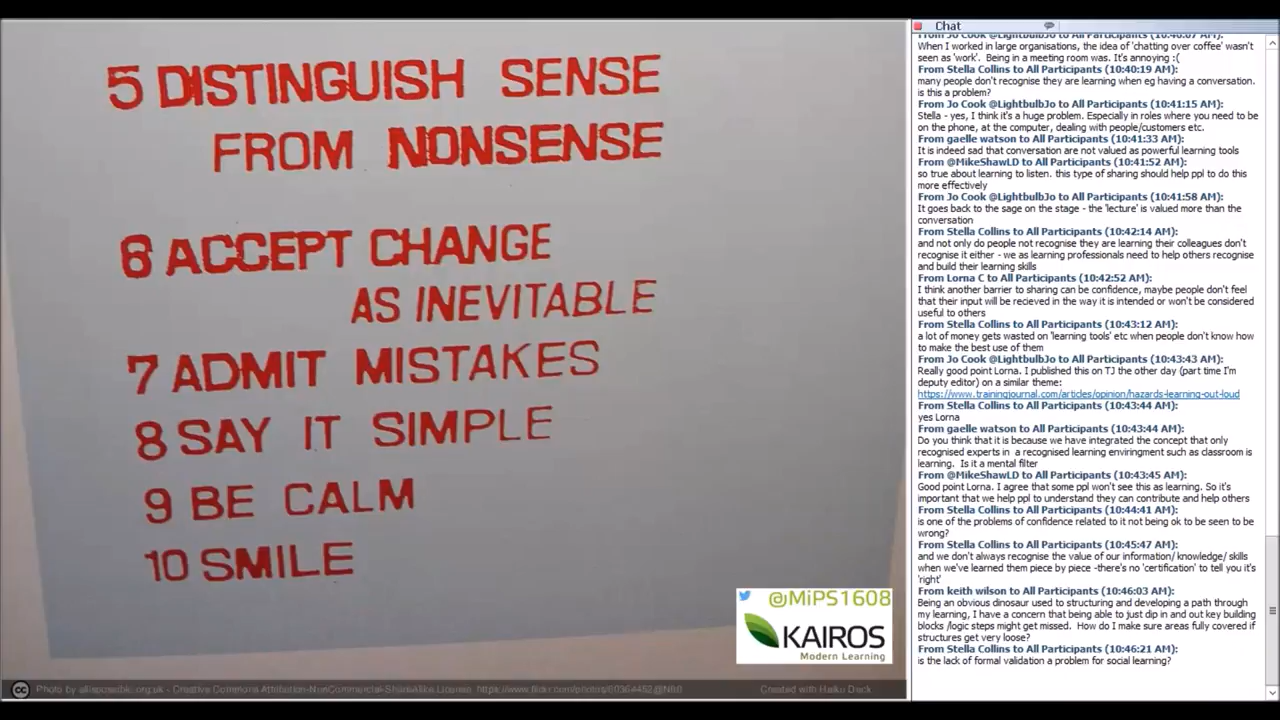 5 DISTINGUISH SENSE
FROM NONSENSE
6 ACCEPT CHANGE
AS INEVITABLE
7 ADMIT MISTAKES
8 SAY IT SIMPLE
9 BE CALM
10 SMILE
@MiPS1608
KAIROS
Modern Learning
Created with Haiku Deck
Chat
From Jo Cook @LightbulbJo to All Participants (10:40:07 AM):
When I worked in large organisations, the idea of 'chatting over coffee' wasn't
seen as 'work'. Being in a meeting room was. It's annoying :(
From Stella Collins to All Participants (10:40:19 AM):
many people don't recognise they are learning when eg having a conversation.
is this a problem?
From Jo Cook @LightbulbJo to All Participants (10:41:15 AM):
Stella - yes, I think it's a huge problem. Especially in roles where you need to be
on the phone, at the computer, dealing with people/customers etc.
From gaelle watson to All Participants (10:41:33 AM):
It is indeed sad that conversation are not valued as powerful learning tools
From @MikeShawLD to All Participants (10:41:52 AM):
so true about learning to listen. this type of sharing should help ppl to do this
more effectively
From Jo Cook @LightbulbJo to All Participants (10:41:58 AM):
It goes back to the sage on the stage - the 'lecture' is valued more than the
conversation
From Stella Collins to All Participants (10:42:14 AM):
and not only do people not recognise they are learning their colleagues don't
recognise it either - we as learning professionals need to help others recognise
and build their learning skills
From Lorna C to All Participants (10:42:52 AM):
I think another barrier to sharing can be confidence, maybe people don't feel
that their input will be recieved in the way it is intended or won't be considered
useful to others
From Stella Collins to All Participants (10:43:12 AM):
a lot of money gets wasted on 'learning tools' etc when people don't know how
to make the best use of them
From Jo Cook @LightbulbJo to All Participants (10:43:43 AM):
Really good point Lorna. I published this on TJ the other day (part time I'm
deputy editor) on a similar theme:
https://www.trainingjournal.com/articles/opinion/hazards-learning-out-loud
From Stella Collins to All Participants (10:43:44 AM):
yes Lorna
From gaelle watson to All Participants (10:43:44 AM):
Do you think that it is because we have integrated the concept that only
recognised experts in a recognised learning enviringment such as classroom is
learning. Is it a mental filter
From @MikeShawLD to All Participants (10:43:45 AM):
Good point Lorna. I agree that some ppl won't see this as learning. So it's
important that we help ppl to understand they can contribute and help others
From Stella Collins to All Participants (10:44:41 AM):
is one of the problems of confidence related to it not being ok to be seen to be
wrong?
From Stella Collins to All Participants (10:45:47 AM):
and we don't always recognise the value of our information/ knowledge/ skills
when we've learned them piece by piece -there's no 'certification' to tell you it's
'right'
From keith wilson to All Participants (10:46:03 AM):
Being an obvious dinosaur used to structuring and developing a path through
my learning, I have a concern that being able to just dip in and out key building
blocks /logic steps might get missed. How do I make sure areas fully covered if
structures get very loose?
From Stella Collins to All Participants (10:46:21 AM):
is the lack of formal validation a problem for social learning?